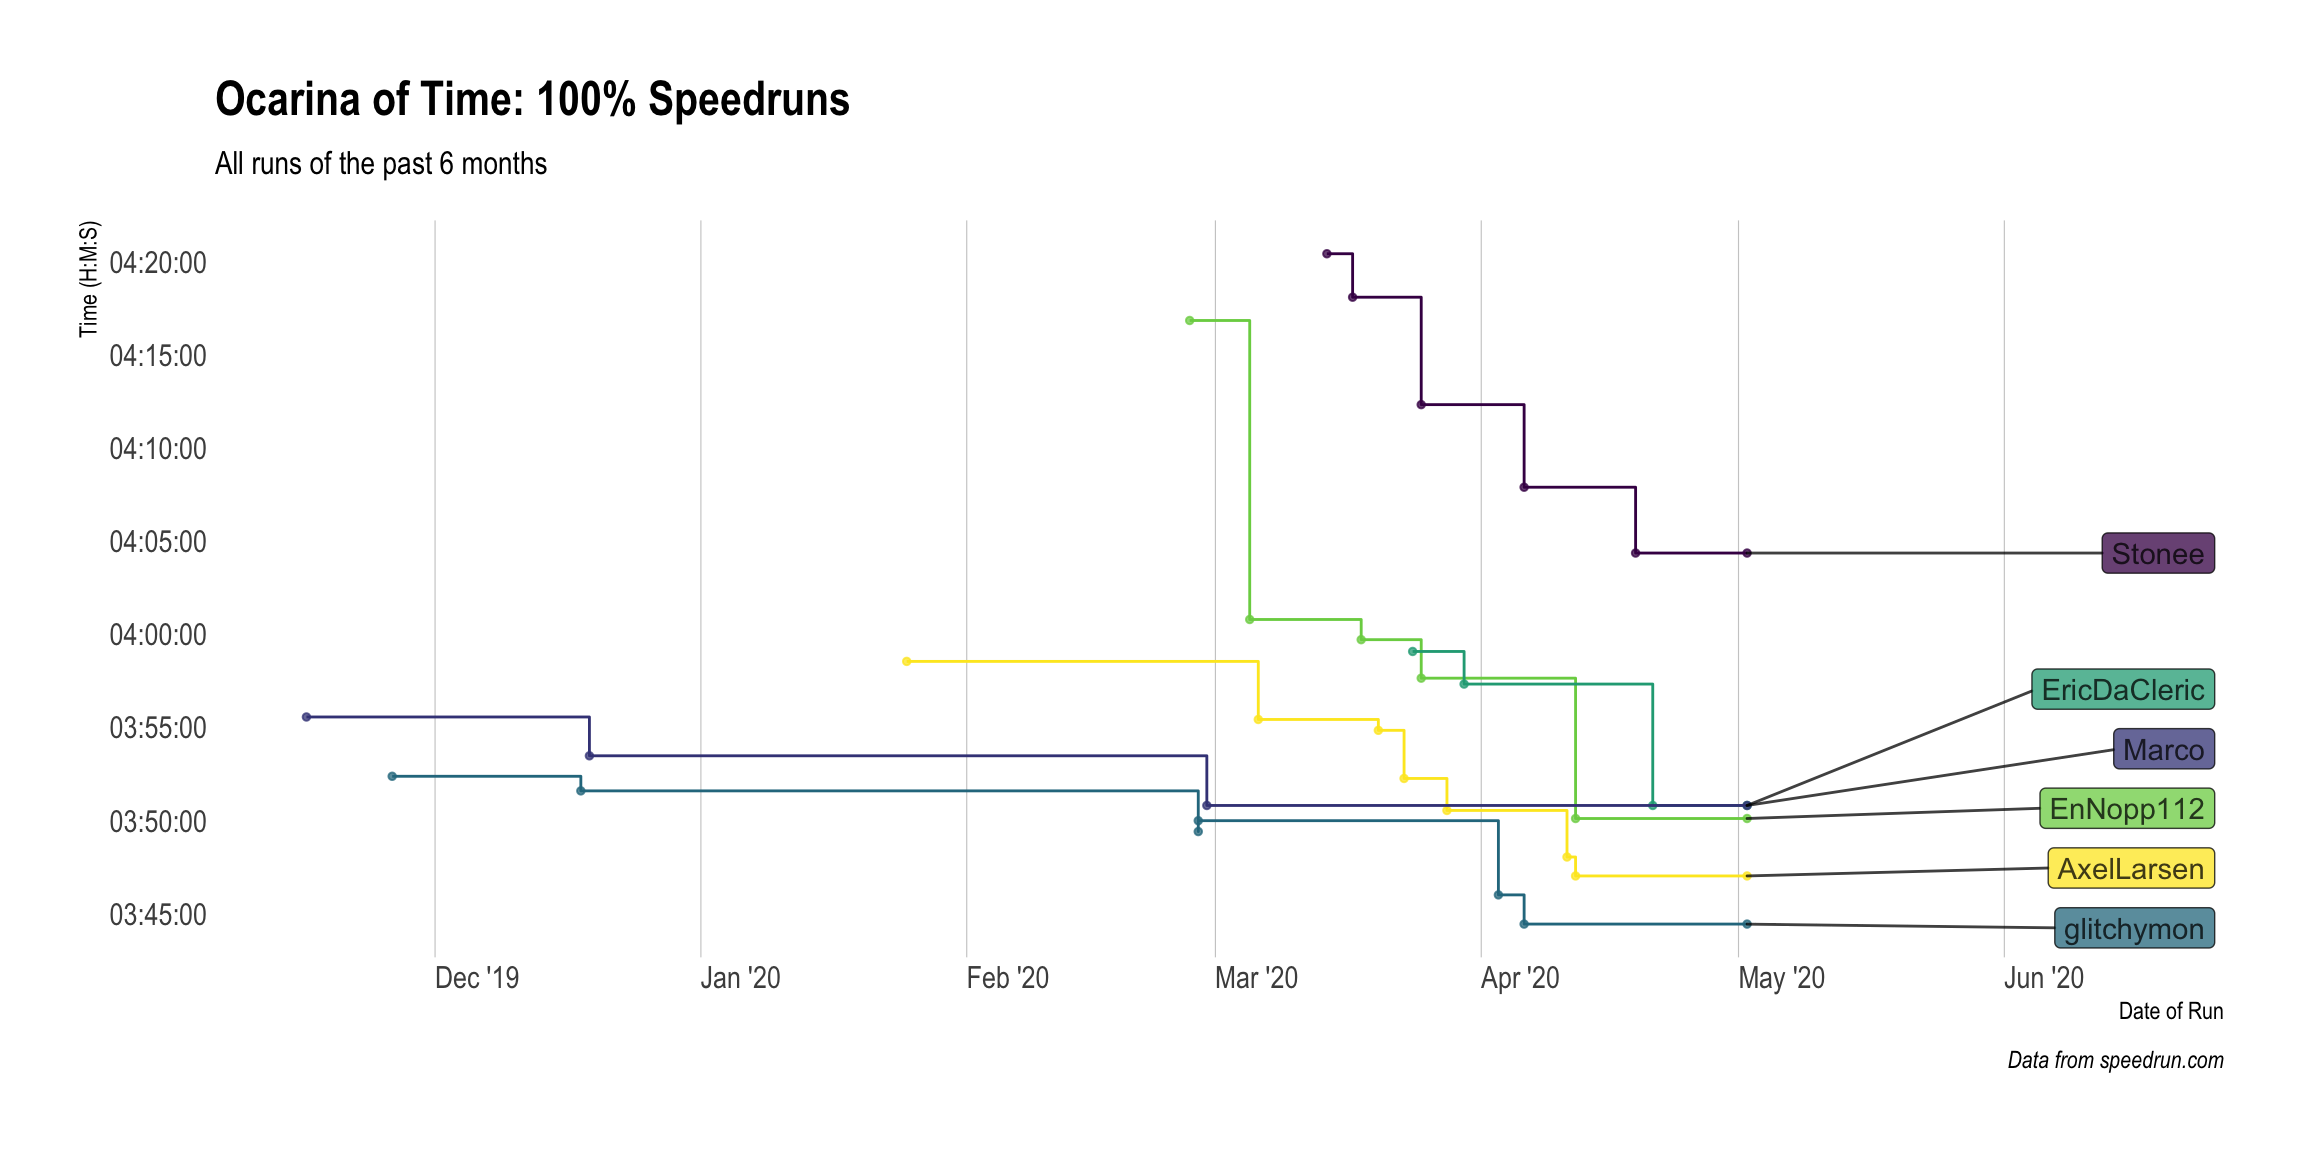 Ocarina of Time: 100% Speedruns
All runs of the past 6 months
Time (H:M:S)
04:20:00
04:15:00
04:10:00
04:05:00
04:00:00
03:55:00
03:50:00
03:45:00
Stonee
EricDaCleric
Marco
EnNopp112
AxelLarsen
glitchymon
Dec '19 Jan '20 Feb '20 Mar '20 Apr '20 May '20 Jun '20
Date of Run
Data from speedrun.com